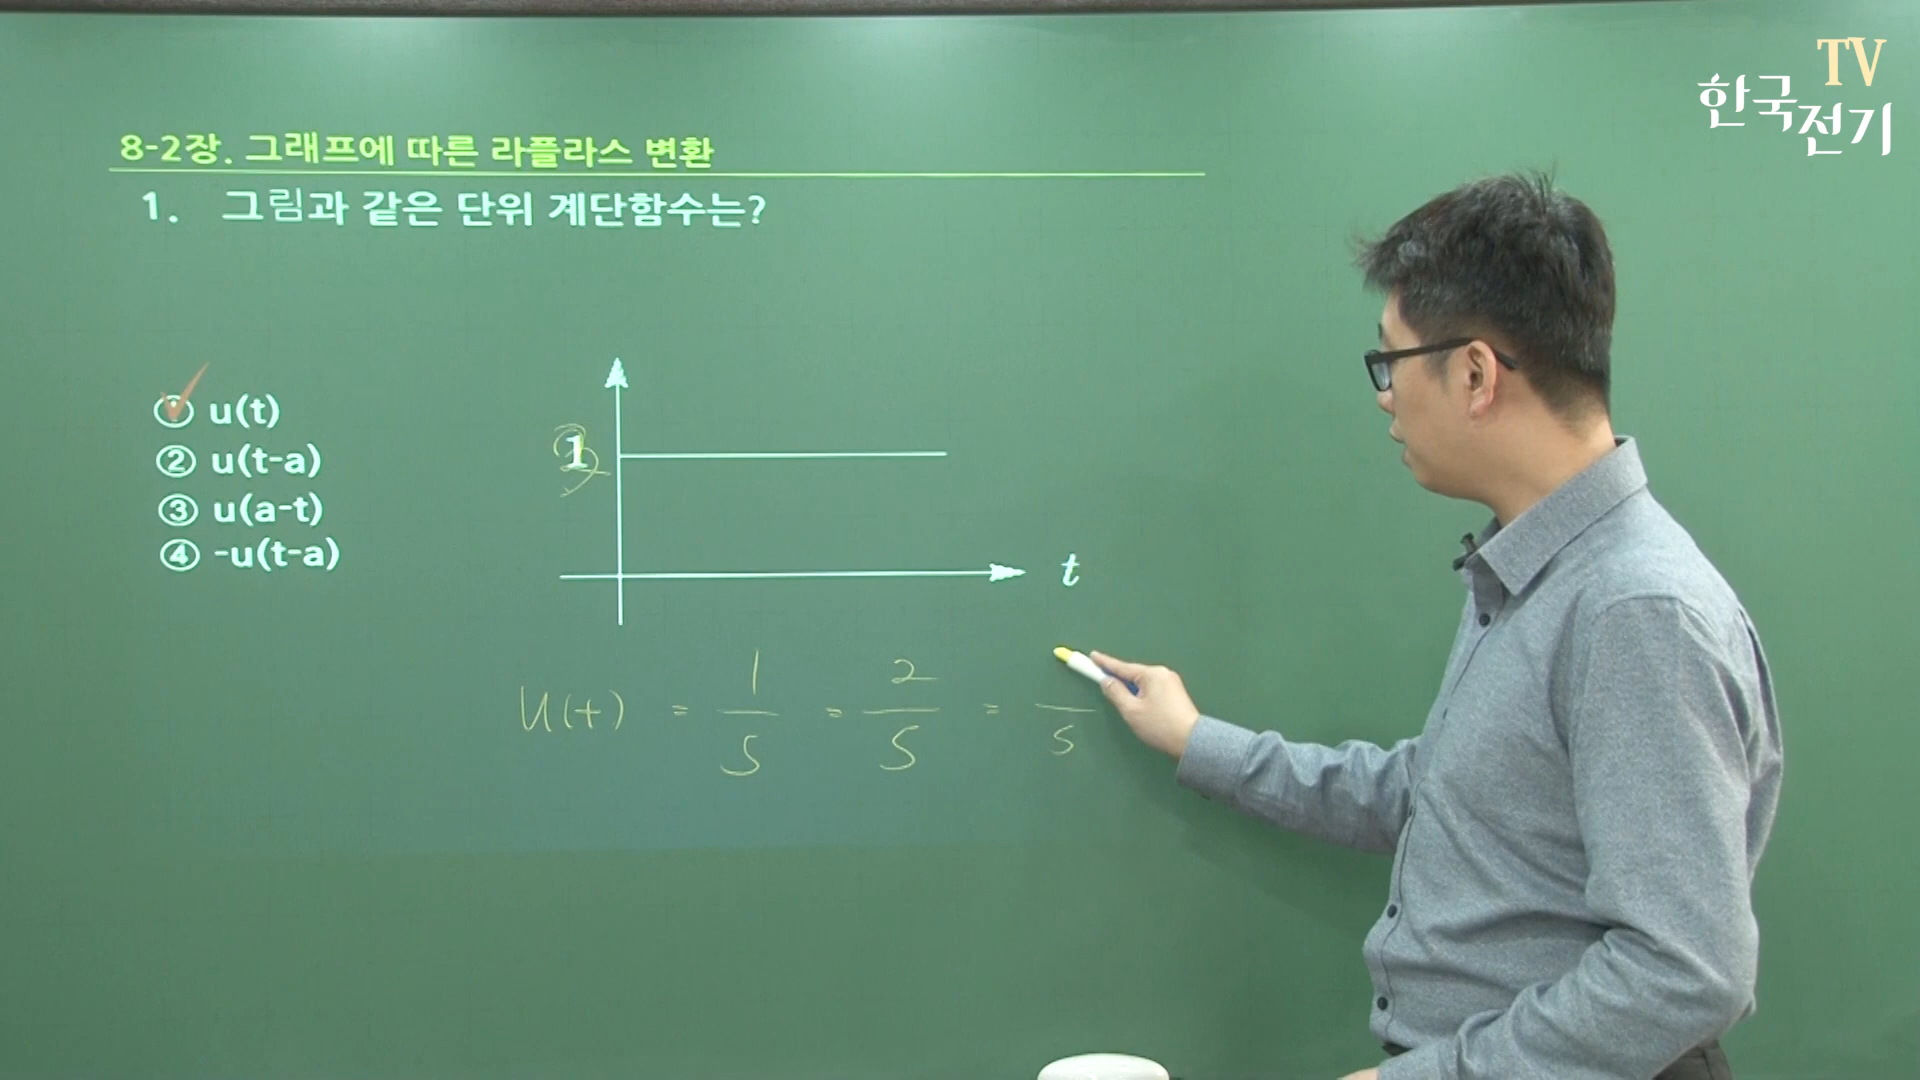 TV
한국전기
8-2장. 그래프에 따른 라플라스 변환
1. 그림과 같은 단위 계단함수는?
① u(t)
② u(t-a)
③ u(a-t)
④ -u(t-a)
1
t
u(t) = 1/S = 2/S = /S